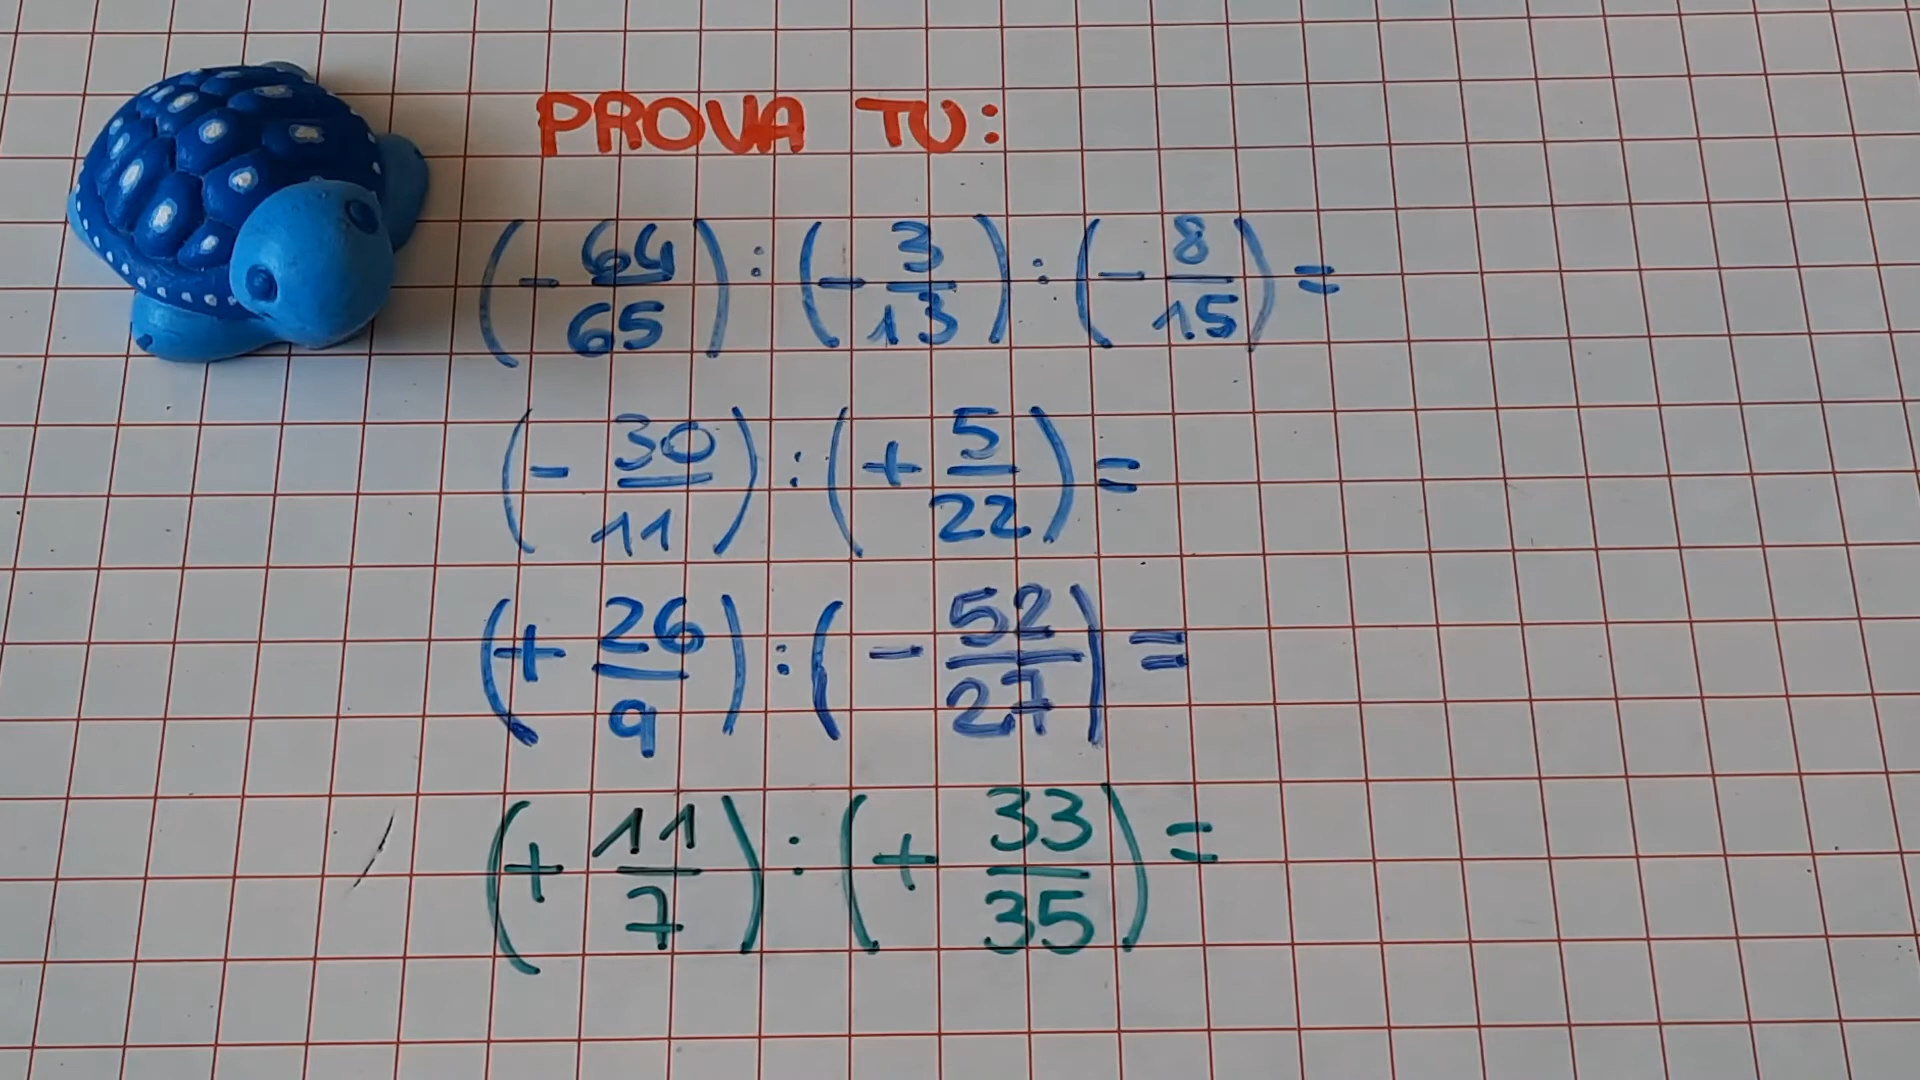 PROVA TU:
(- 64/65) : (- 3/13) : (- 8/15) =
(- 30/11) : (+ 5/22) =
(+ 26/9) : (- 52/27) =
(+ 11/7) : (+ 33/35) =